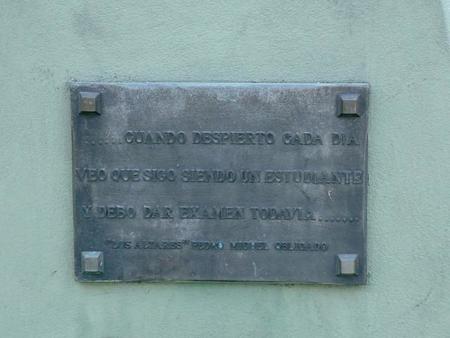 ......CUANDO DESPIERTO CADA DIA
VEO QUE SIGO SIENDO UN ESTUDIANTE
Y DEBO DAR EXAMEN TODAVIA.......
"LOS ALTARES" PEDRO MIGUEL OBLIGADO